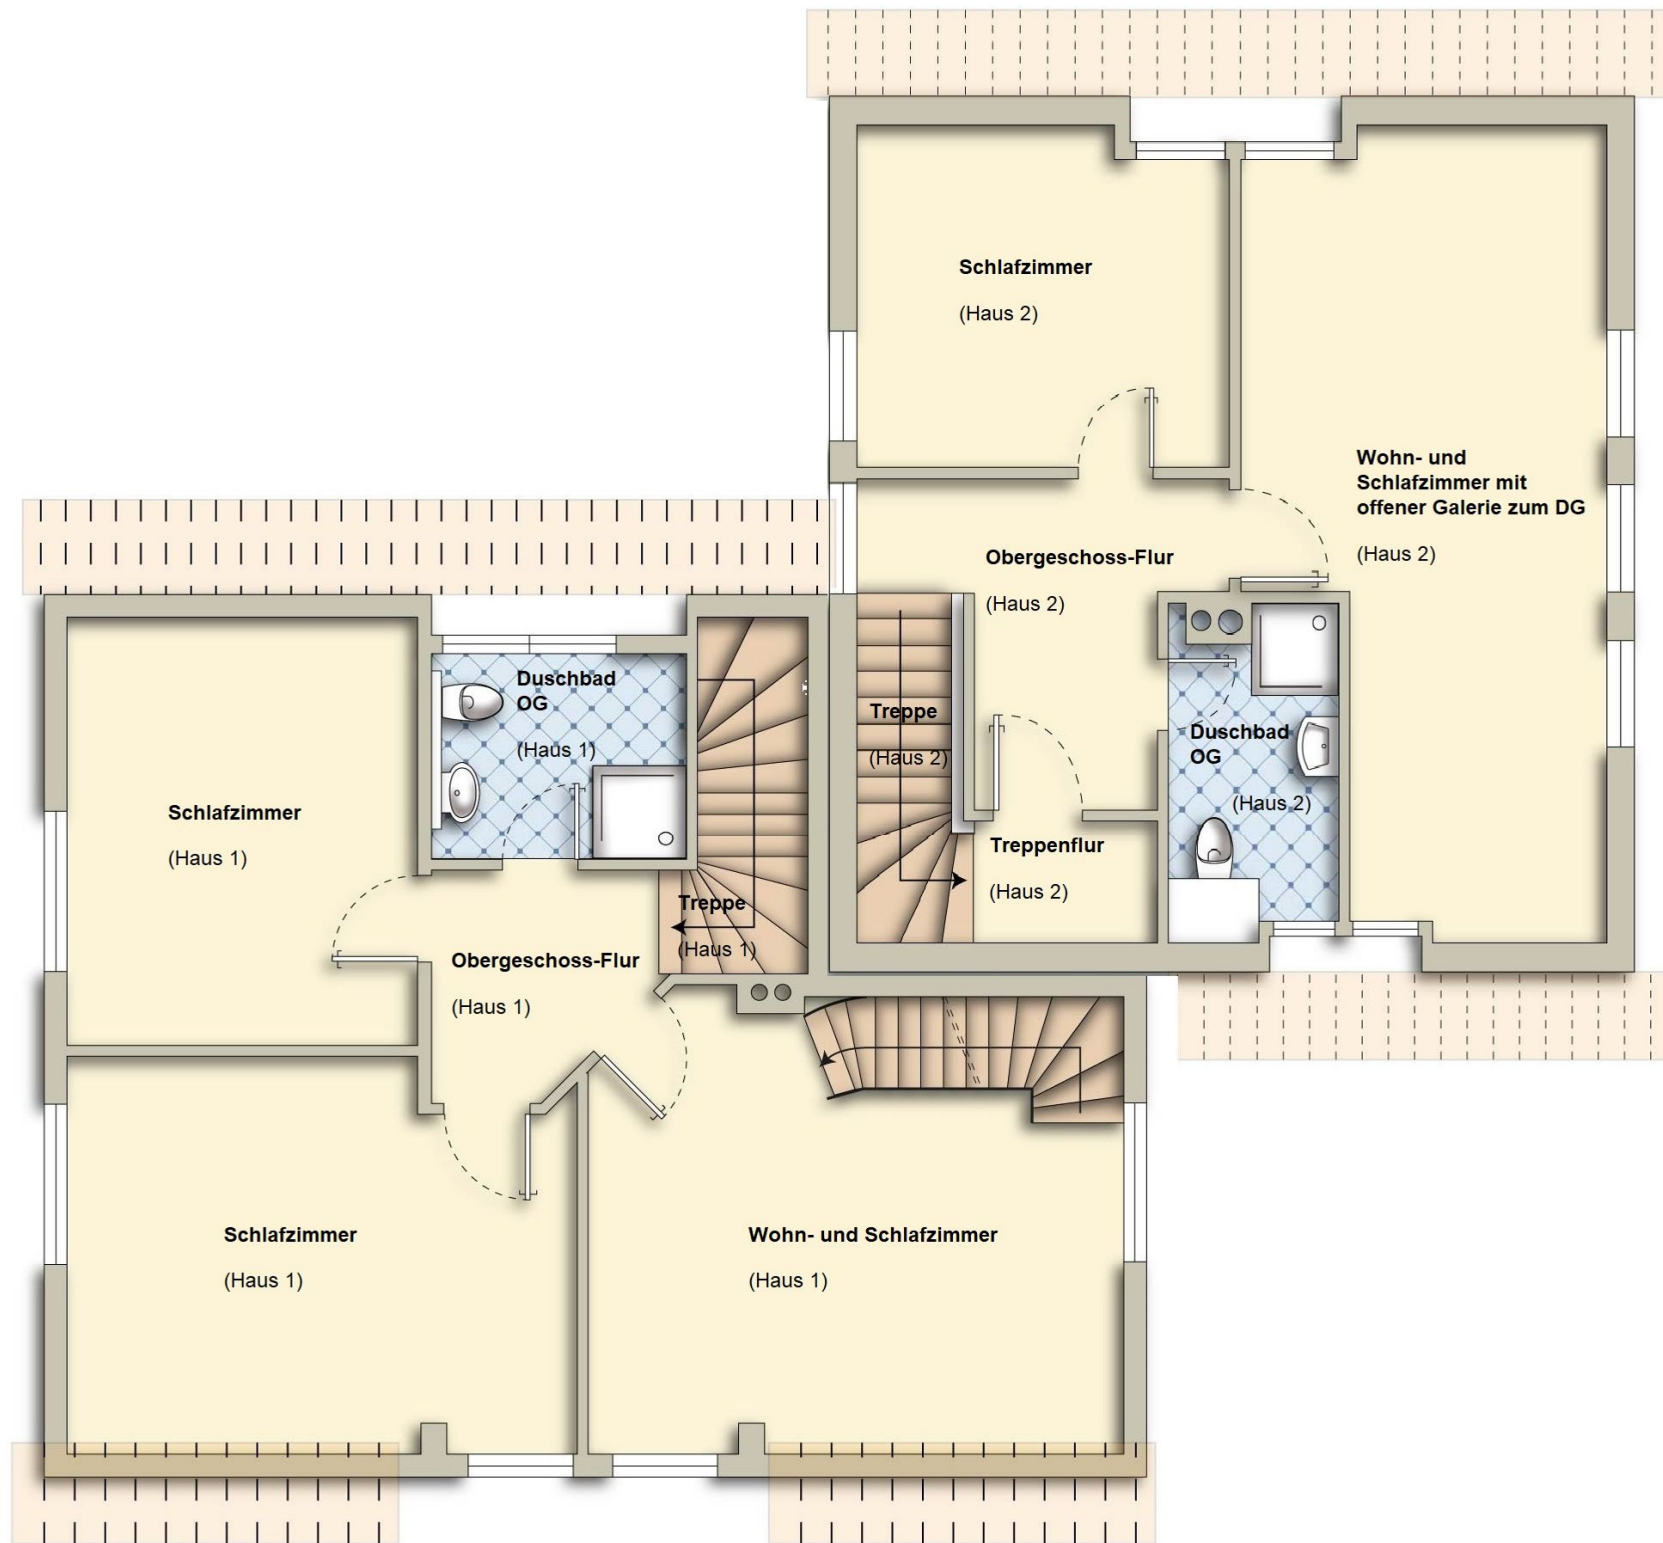 Schlafzimmer
(Haus 2)
Wohn- und
Schlafzimmer mit
offener Galerie zum DG
(Haus 2)
Obergeschoss-Flur
(Haus 2)
Treppe
(Haus 2)
Duschbad
OG
(Haus 2)
Treppenflur
(Haus 2)
Duschbad
OG
(Haus 1)
Schlafzimmer
(Haus 1)
Treppe
(Haus 1)
Obergeschoss-Flur
(Haus 1)
Schlafzimmer
(Haus 1)
Wohn- und Schlafzimmer
(Haus 1)